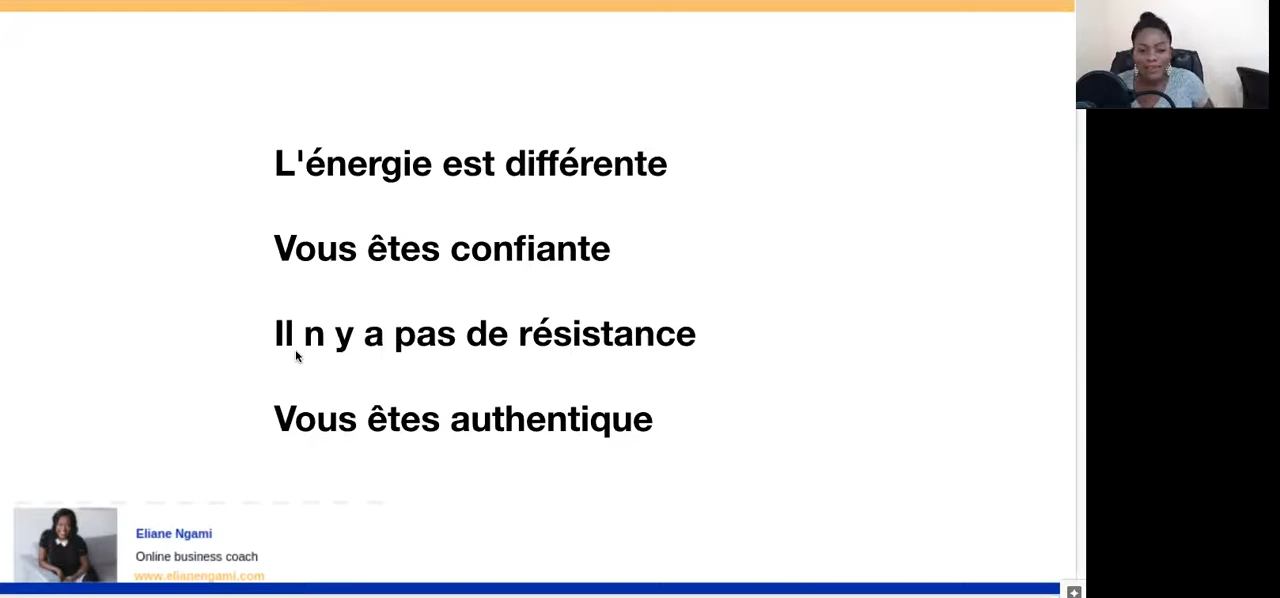 L'énergie est différente
Vous êtes confiante
Il n y a pas de résistance
Vous êtes authentique
Eliane Ngami
Online business coach
www.elianengami.com